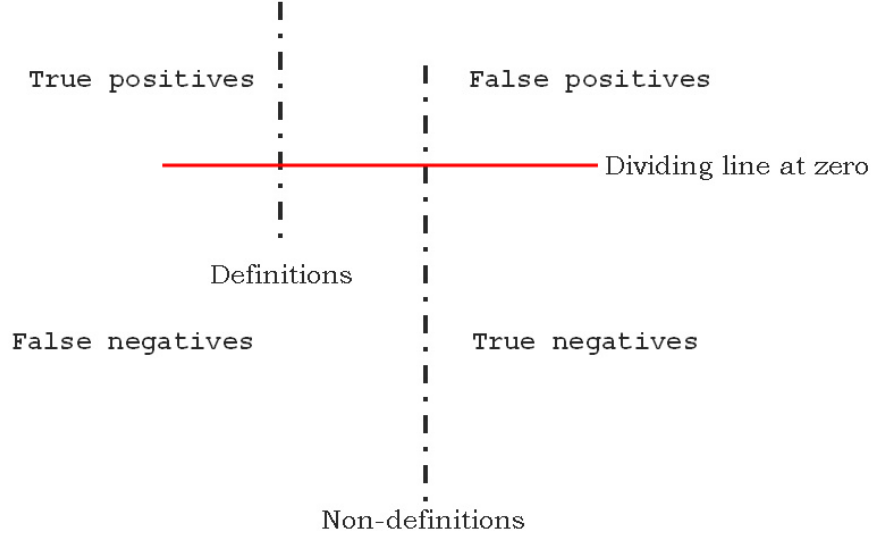 True positives
False positives
Dividing line at zero
Definitions
False negatives
True negatives
Non-definitions